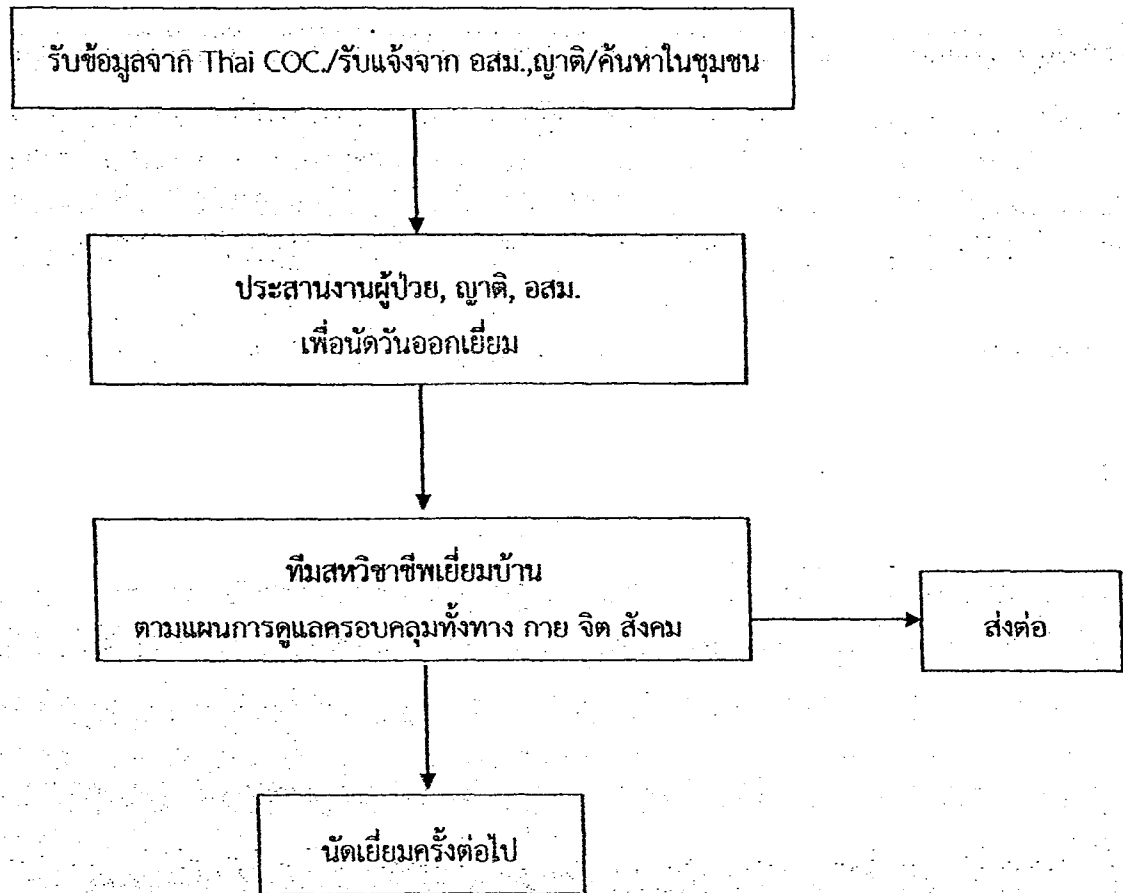 รับข้อมูลจาก Thai COC./รับแจ้งจาก อสม.,ญาติ/ค้นหาในชุมชน
ประสานงานผู้ป่วย, ญาติ, อสม.
เพื่อนัดวันออกเยี่ยม
ทีมสหวิชาชีพเยี่ยมบ้าน
ตามแผนการดูแลครอบคลุมทั้งทาง กาย จิต สังคม
ส่งต่อ
นัดเยี่ยมครั้งต่อไป